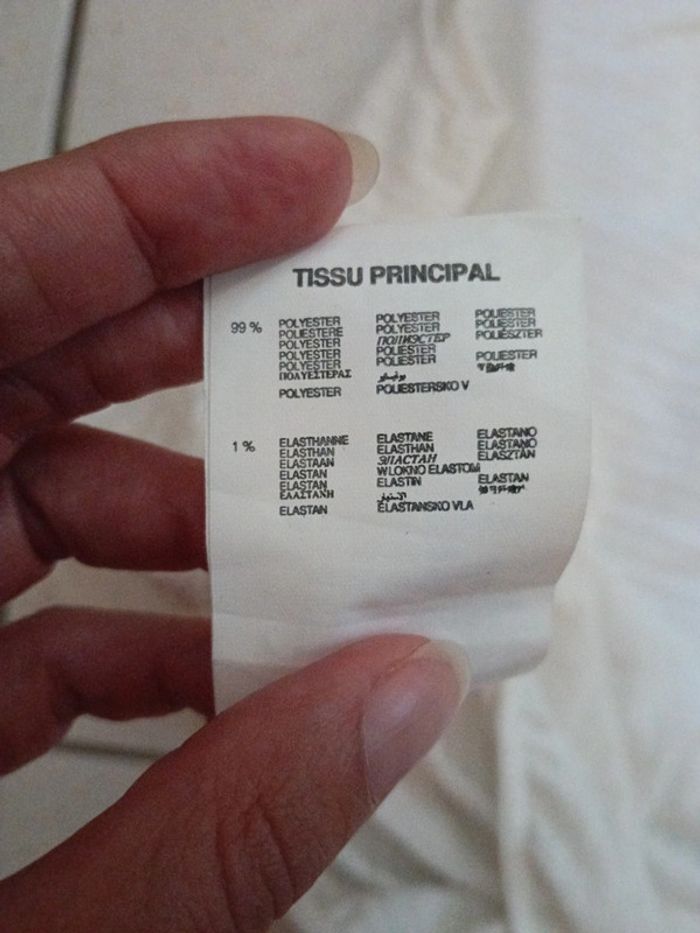 TISSU PRINCIPAL
99 % POLYESTER POLYESTER POLIESTER
POLIESTERE POLYESTER POLIESTER
POLYESTER ПОЛИЭСТЕР POLIÉSZTER
POLYESTER POLIESTER
POLYESTER POLIESTER POLIESTER
ΠΟΛΥΕΣΤΕΡΑΣ
POLYESTER POLIESTERSKO V
1 % ELASTHANNE ELASTANE ELASTANO
ELASTHAN ELASTHAN ELASTANO
ELASTAAN ЭЛАСТАН ELASZTÁN
ELASTAN WLOKNO ELASTOM
ELASTAN ELASTIN ELASTAN
ΕΛΑΣΤΑΝΗ
ELASTAN ELASTANSKO VLA